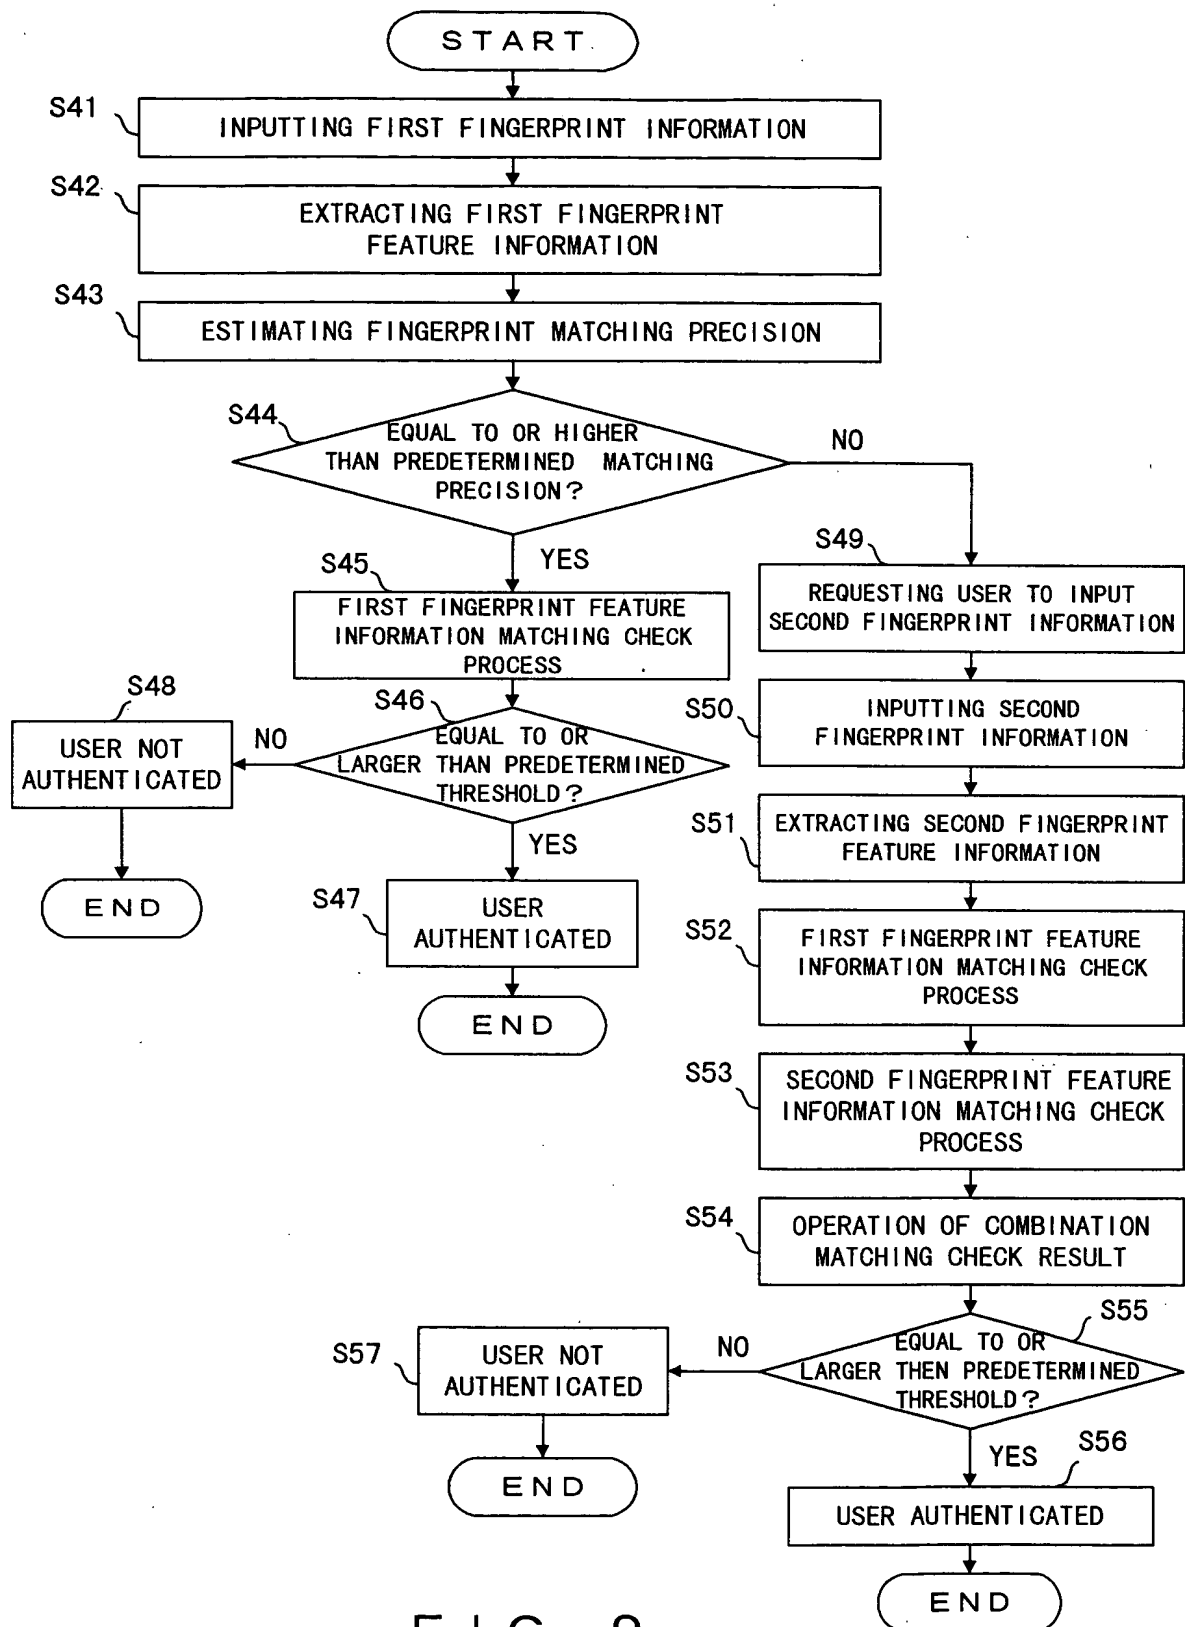 START
S41
INPUTTING FIRST FINGERPRINT INFORMATION
S42
EXTRACTING FIRST FINGERPRINT
FEATURE INFORMATION
S43
ESTIMATING FINGERPRINT MATCHING PRECISION
S44
EQUAL TO OR HIGHER
THAN PREDETERMINED MATCHING
PRECISION?
NO
YES
S45
FIRST FINGERPRINT FEATURE
INFORMATION MATCHING CHECK
PROCESS
S46
EQUAL TO OR
LARGER THAN PREDETERMINED
THRESHOLD?
NO
S48
USER NOT
AUTHENTICATED
END
YES
S47
USER
AUTHENTICATED
END
S49
REQUESTING USER TO INPUT
SECOND FINGERPRINT INFORMATION
S50
INPUTTING SECOND
FINGERPRINT INFORMATION
S51
EXTRACTING SECOND FINGERPRINT
FEATURE INFORMATION
S52
FIRST FINGERPRINT FEATURE
INFORMATION MATCHING CHECK
PROCESS
S53
SECOND FINGERPRINT FEATURE
INFORMATION MATCHING CHECK
PROCESS
S54
OPERATION OF COMBINATION
MATCHING CHECK RESULT
S55
EQUAL TO OR
LARGER THEN PREDETERMINED
THRESHOLD?
NO
S57
USER NOT
AUTHENTICATED
END
YES
S56
USER AUTHENTICATED
END